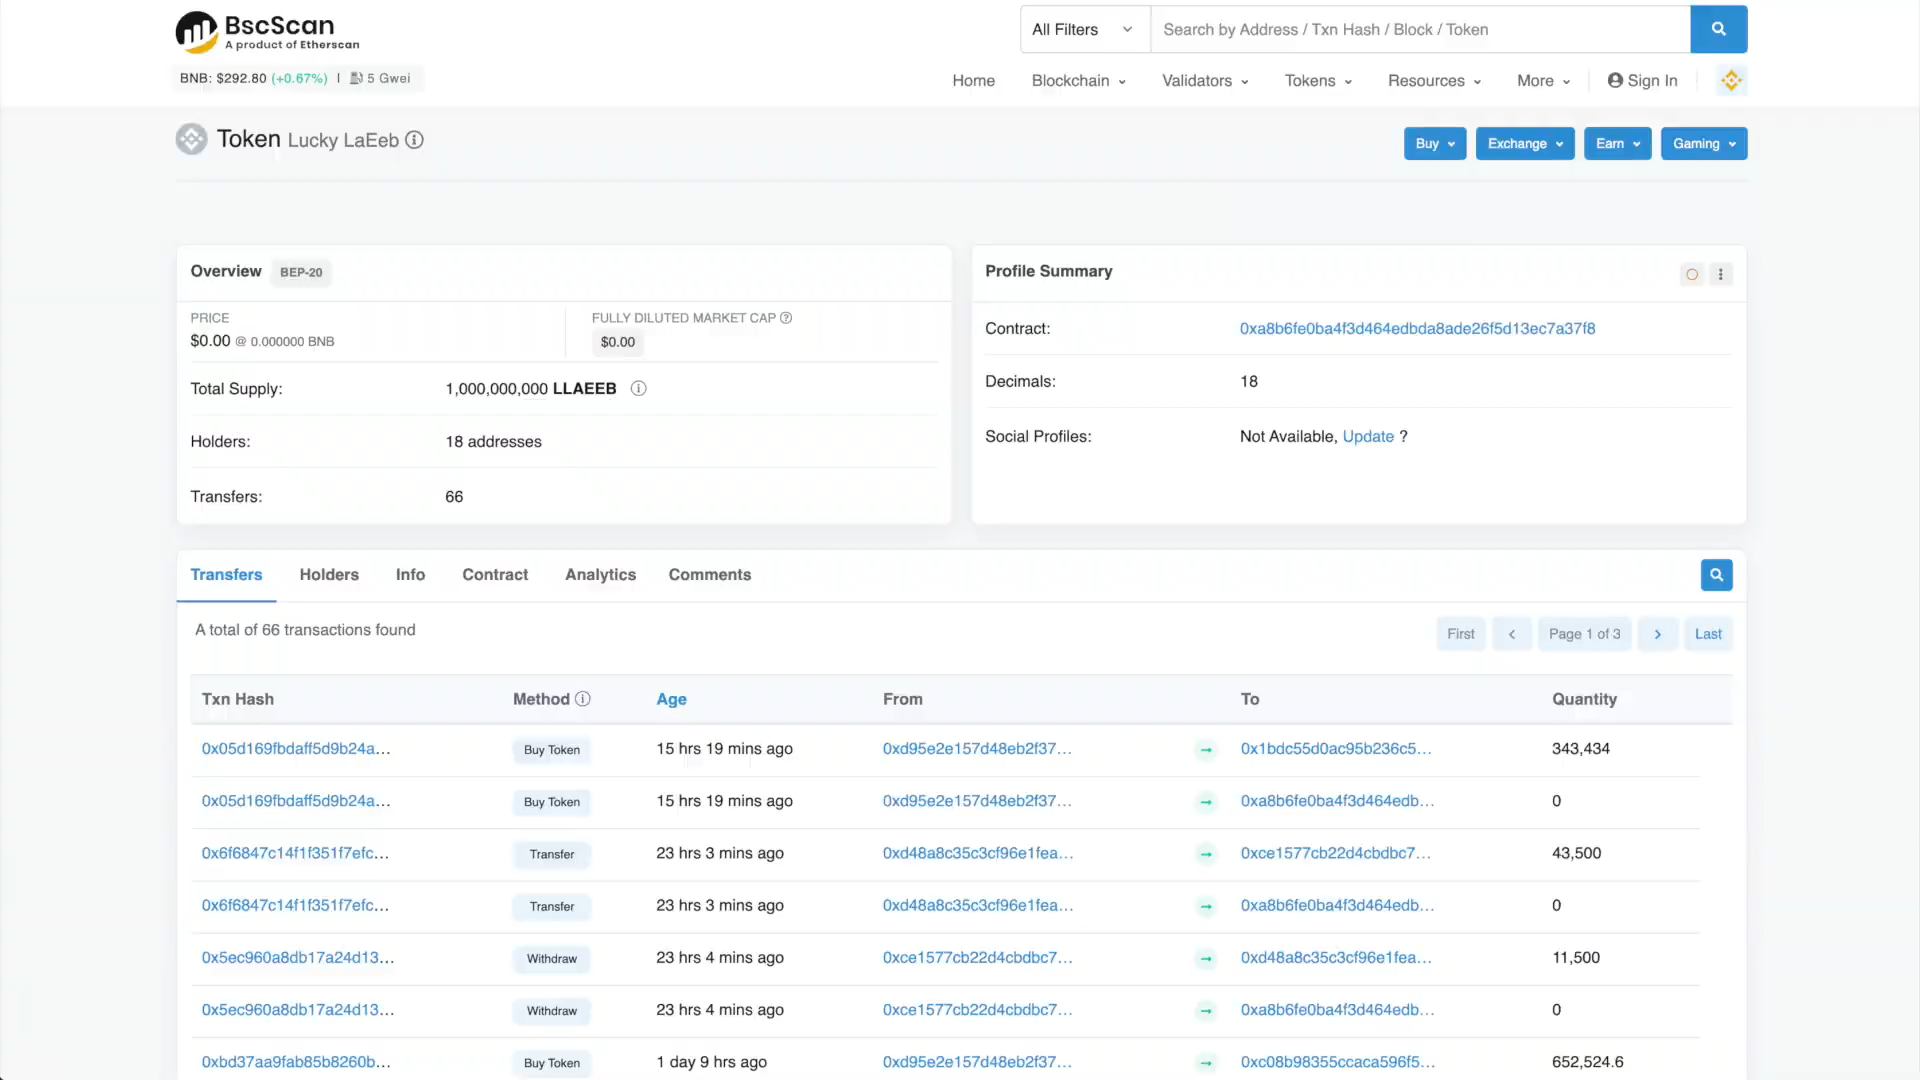 BscScan
A product of Etherscan
All Filters
Search by Address / Txn Hash / Block / Token
BNB: $292.80 (+0.67%) | 5 Gwei
Home Blockchain Validators Tokens Resources More Sign In
Token Lucky LaEeb
Buy Exchange Earn Gaming
Overview BEP-20
PRICE
$0.00 @ 0.000000 BNB
FULLY DILUTED MARKET CAP
$0.00
Total Supply: 1,000,000,000 LLAEEB
Holders: 18 addresses
Transfers: 66
Profile Summary
Contract: 0xa8b6fe0ba4f3d464edbda8ade26f5d13ec7a37f8
Decimals: 18
Social Profiles: Not Available, Update ?
Transfers Holders Info Contract Analytics Comments
A total of 66 transactions found
First Page 1 of 3 Last
Txn Hash Method Age From To Quantity
0x05d169fbdaff5d9b24a... Buy Token 15 hrs 19 mins ago 0xd95e2e157d48eb2f37... 0x1bdc55d0ac95b236c5... 343,434
0x05d169fbdaff5d9b24a... Buy Token 15 hrs 19 mins ago 0xd95e2e157d48eb2f37... 0xa8b6fe0ba4f3d464edb... 0
0x6f6847c14f1f351f7efc... Transfer 23 hrs 3 mins ago 0xd48a8c35c3cf96e1fea... 0xce1577cb22d4cbdbc7... 43,500
0x6f6847c14f1f351f7efc... Transfer 23 hrs 3 mins ago 0xd48a8c35c3cf96e1fea... 0xa8b6fe0ba4f3d464edb... 0
0x5ec960a8db17a24d13... Withdraw 23 hrs 4 mins ago 0xce1577cb22d4cbdbc7... 0xd48a8c35c3cf96e1fea... 11,500
0x5ec960a8db17a24d13... Withdraw 23 hrs 4 mins ago 0xce1577cb22d4cbdbc7... 0xa8b6fe0ba4f3d464edb... 0
0xbd37aa9fab85b8260b... Buy Token 1 day 9 hrs ago 0xd95e2e157d48eb2f37... 0xc08b98355ccaca596f5... 652,524.6